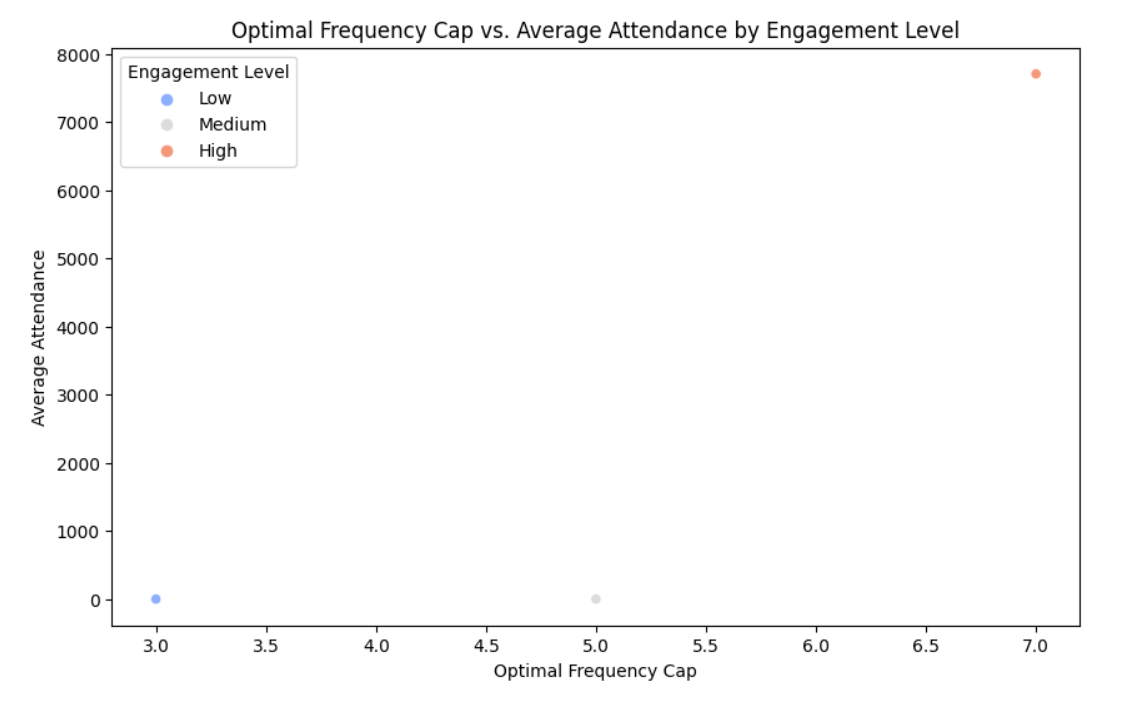 Optimal Frequency Cap vs. Average Attendance by Engagement Level
8000
7000
6000
5000
4000
3000
2000
1000
0
Average Attendance
Engagement Level
Low
Medium
High
3.0 3.5 4.0 4.5 5.0 5.5 6.0 6.5 7.0
Optimal Frequency Cap